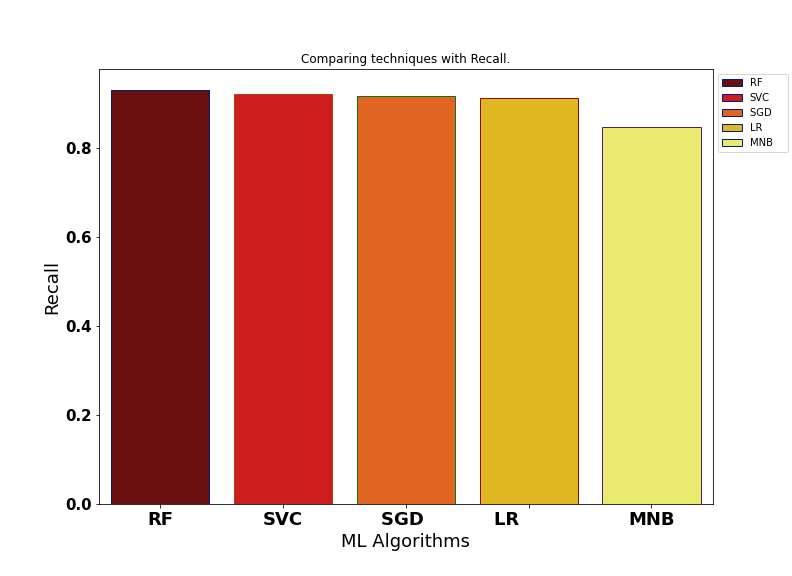 Comparing techniques with Recall.
RF
SVC
SGD
LR
MNB
0.8
0.6
0.4
0.2
0.0
Recall
RF SVC SGD LR MNB
ML Algorithms